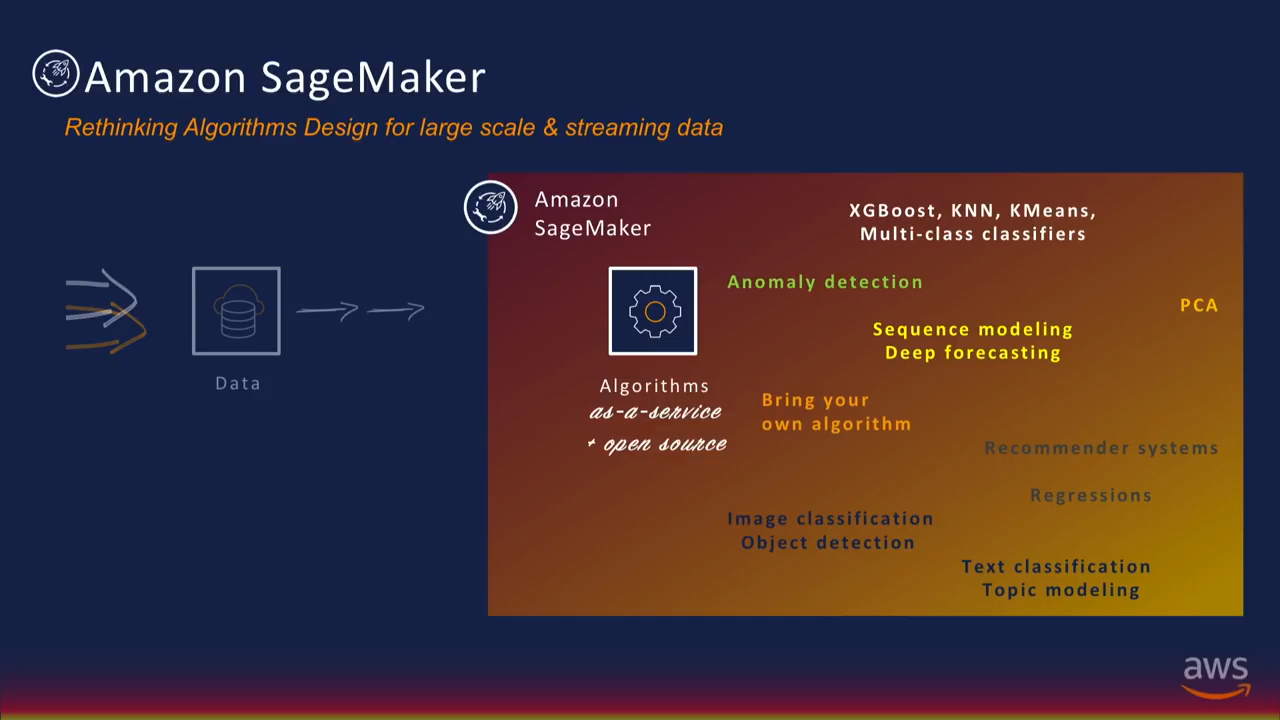 Amazon SageMaker
Rethinking Algorithms Design for large scale & streaming data
Amazon
SageMaker
XGBoost, KNN, KMeans,
Multi-class classifiers
Anomaly detection
PCA
Sequence modeling
Deep forecasting
Data
Algorithms
as-a-service
+ open source
Bring your
own algorithm
Recommender systems
Regressions
Image classification
Object detection
Text classification
Topic modeling
aws